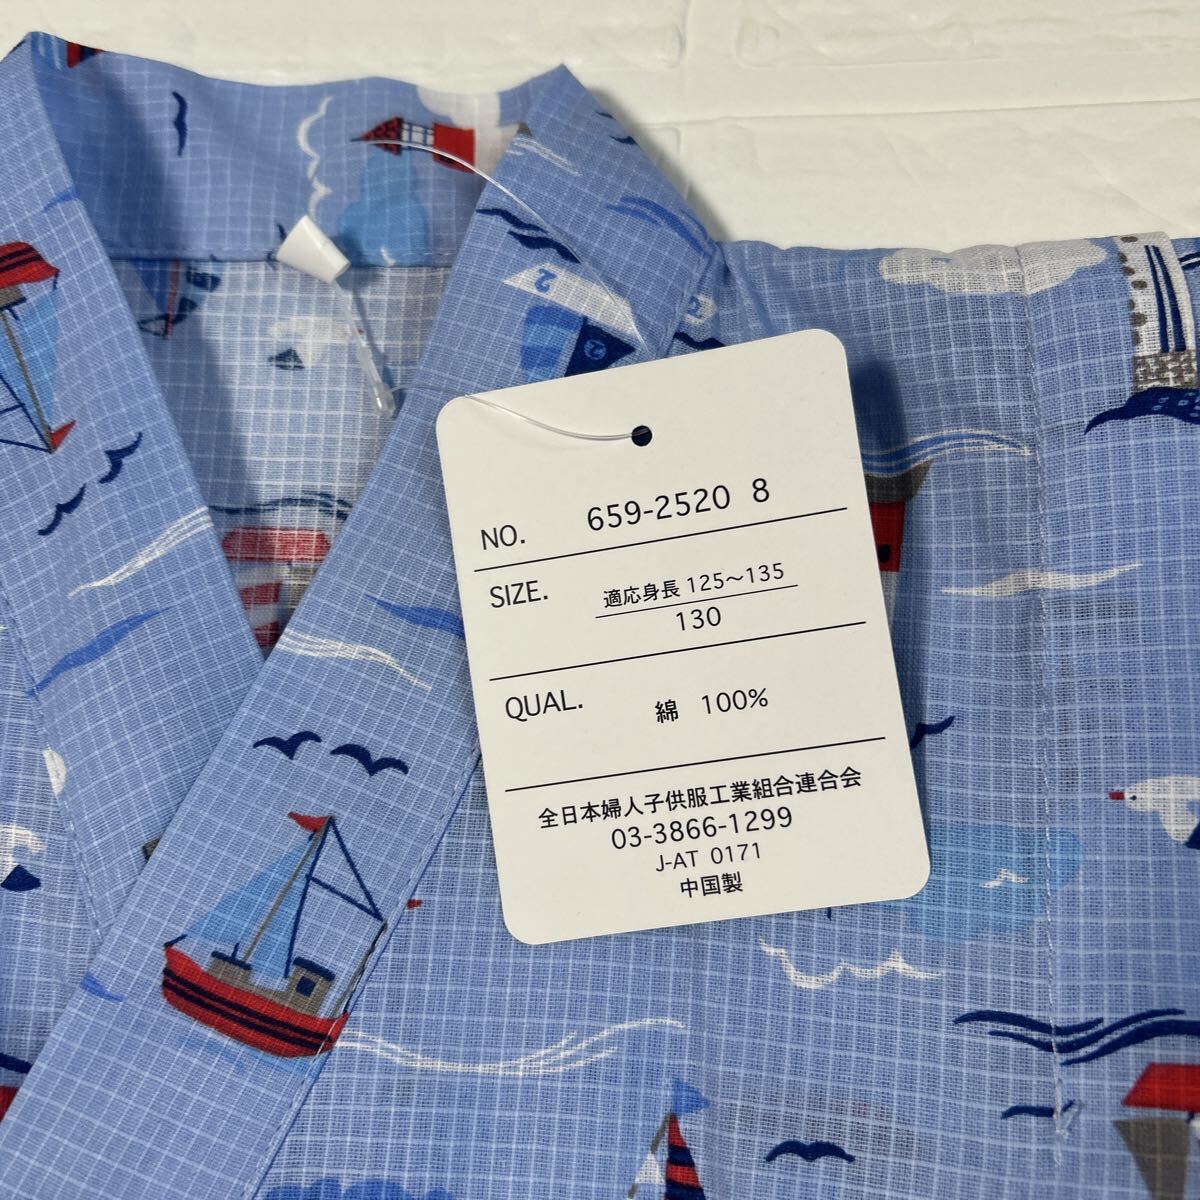 2
NO. 659-2520 8
SIZE. 適応身長 125～135
130
QUAL. 綿 100%
全日本婦人子供服工業組合連合会
03-3866-1299
J-AT 0171
中国製